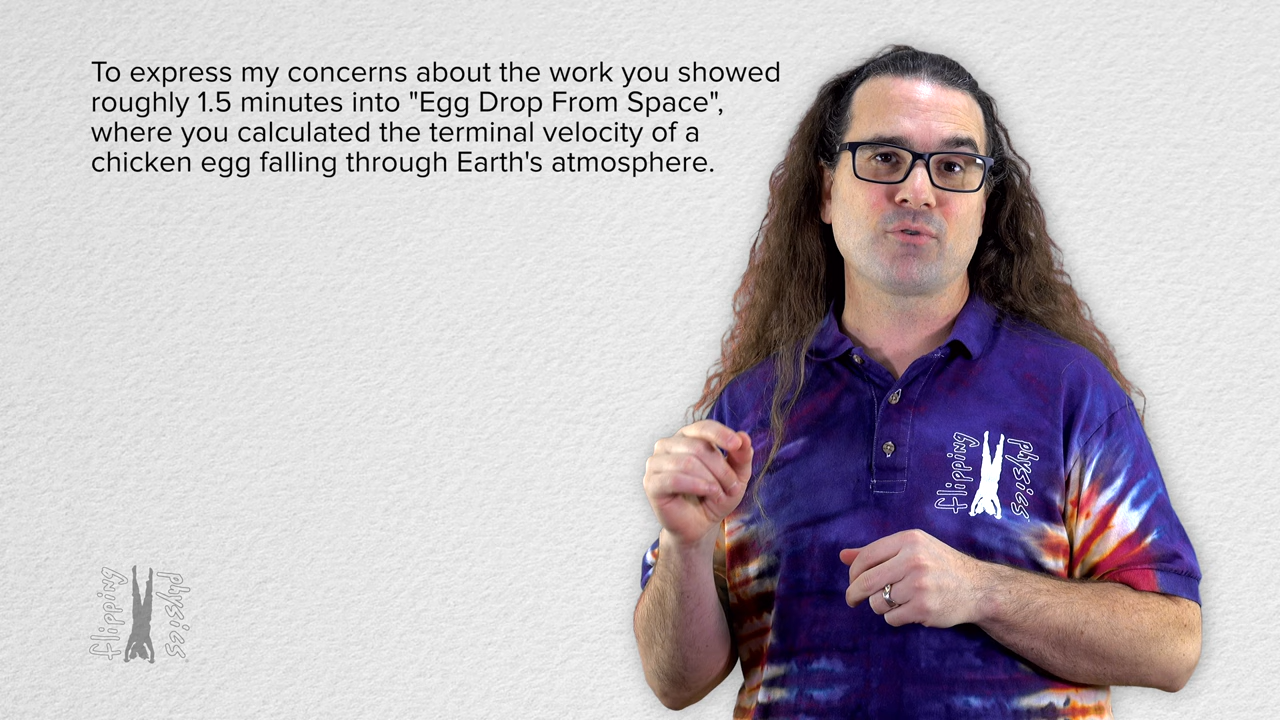 To express my concerns about the work you showed
roughly 1.5 minutes into "Egg Drop From Space",
where you calculated the terminal velocity of a
chicken egg falling through Earth's atmosphere.
flipping
physics
flipping
physics